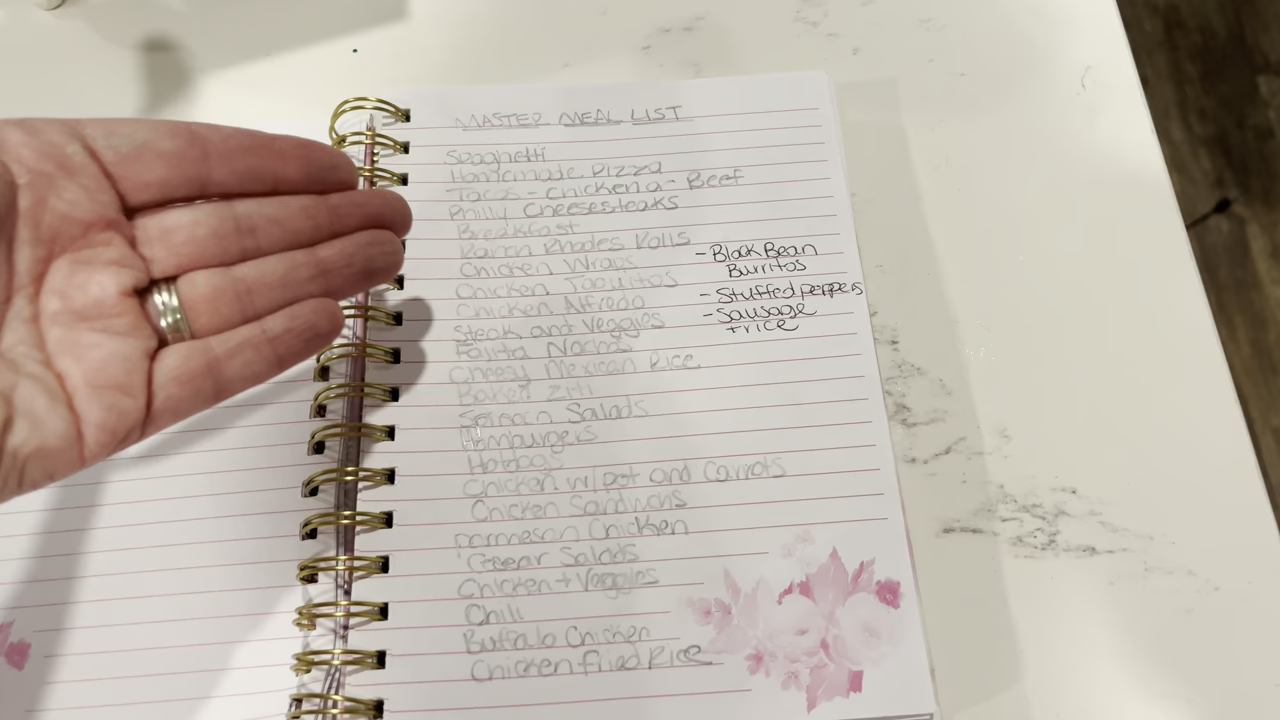 MASTER MEAL LIST
Spaghetti
Homemade Pizza
Tacos - Chicken or Beef
Philly Cheesesteaks
Breakfast
Ranch Rhodes Rolls
Chicken Wraps
Chicken Taquitos
Chicken Alfredo
Steak and Veggies
Fajita Nachos
Cheesy Mexican Rice
Baked Ziti
Spinach Salads
Hamburgers
Hotdogs
Chicken w/pot and Carrots
Chicken Sandwichs
Parmesan Chicken
Salads
Chicken + Veggies
Chili
Buffalo Chicken
Chicken fried Rice
- Black Bean
Burritos
- Stuffed peppers
- Sausage
+ rice